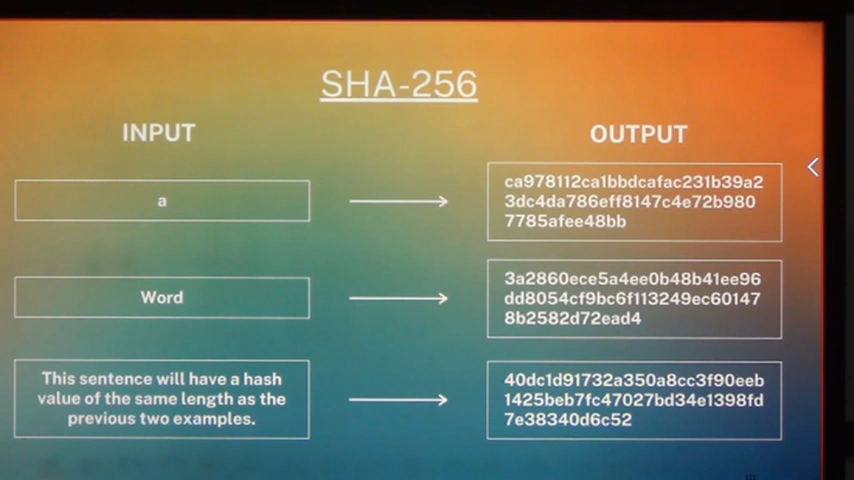 SHA-256
INPUT
OUTPUT
a
ca978112ca1bbdcafac231b39a2
3dc4da786eff8147c4e72b980
7785afee48bb
Word
3a2860ece5a4ee0b48b41ee96
dd8054cf9bc6f113249ec60147
8b2582d72ead4
This sentence will have a hash
value of the same length as the
previous two examples.
40dc1d91732a350a8cc3f90eeb
1425beb7fc47027bd34e1398fd
7e38340d6c52